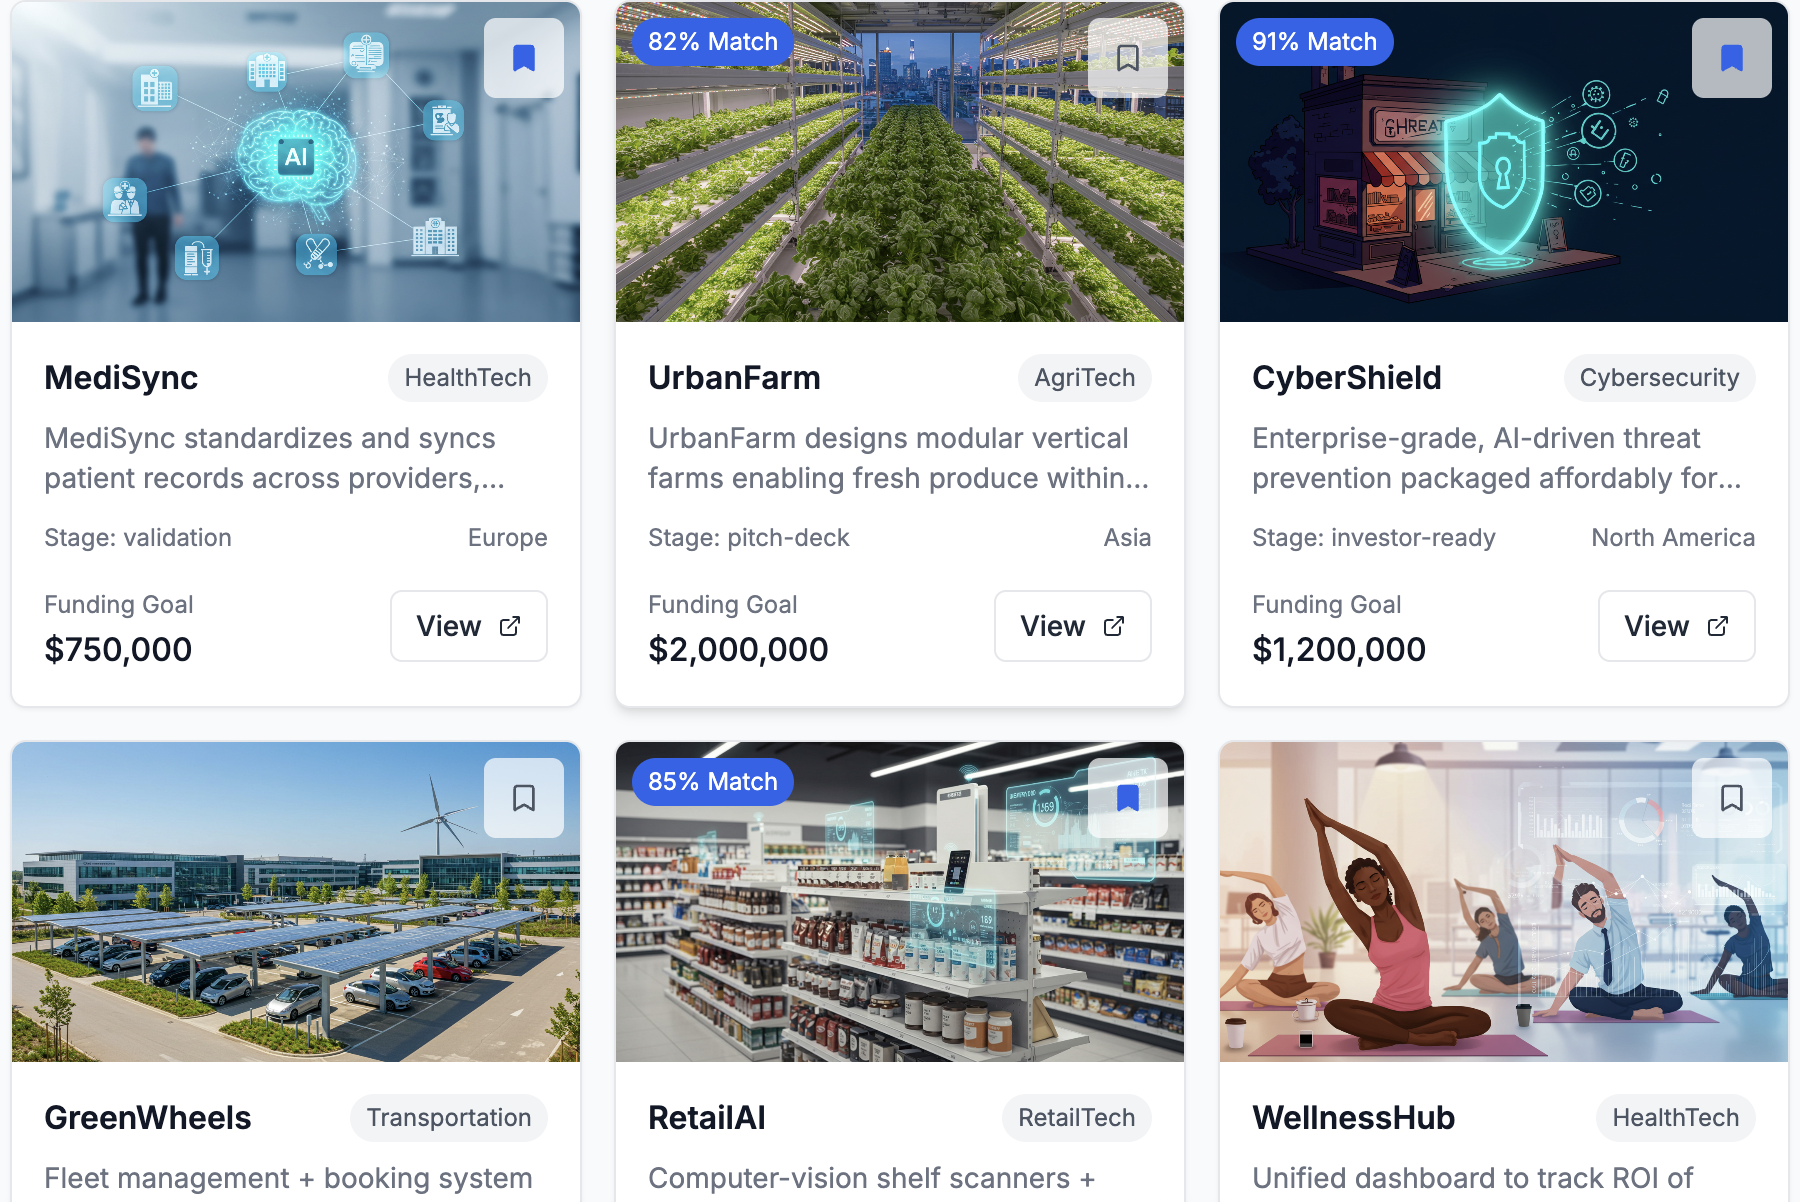 AI
82% Match
91% Match
THREAT
MediSync
HealthTech
MediSync standardizes and syncs
patient records across providers,...
Stage: validation
Europe
Funding Goal
$750,000
View
UrbanFarm
AgriTech
UrbanFarm designs modular vertical
farms enabling fresh produce within...
Stage: pitch-deck
Asia
Funding Goal
$2,000,000
View
CyberShield
Cybersecurity
Enterprise-grade, AI-driven threat
prevention packaged affordably for...
Stage: investor-ready
North America
Funding Goal
$1,200,000
View
85% Match
189
GreenWheels
Transportation
Fleet management + booking system
RetailAI
RetailTech
Computer-vision shelf scanners +
WellnessHub
HealthTech
Unified dashboard to track ROI of